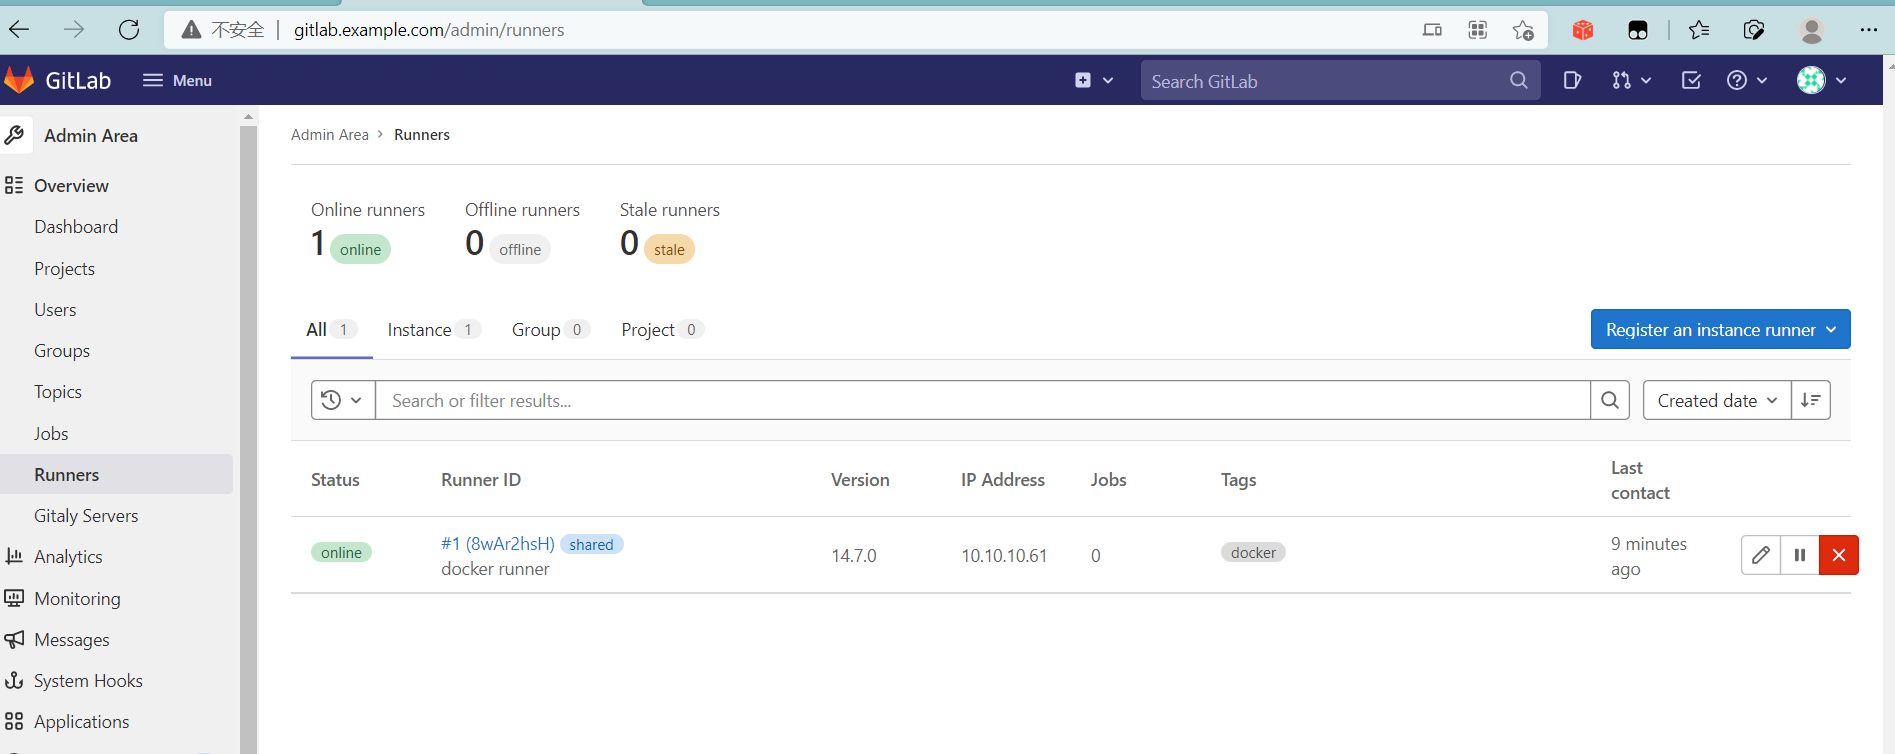 不安全 | gitlab.example.com/admin/runners
GitLab Menu Search GitLab
Admin Area
Overview
Dashboard
Projects
Users
Groups
Topics
Jobs
Runners
Gitaly Servers
Analytics
Monitoring
Messages
System Hooks
Applications
Admin Area > Runners
Online runners
1 online
Offline runners
0 offline
Stale runners
0 stale
All 1 Instance 1 Group 0 Project 0
Register an instance runner
Search or filter results...
Created date
Status Runner ID Version IP Address Jobs Tags Last contact
online #1 (8wAr2hsH) shared
docker runner
14.7.0 10.10.10.61 0 docker
9 minutes
ago